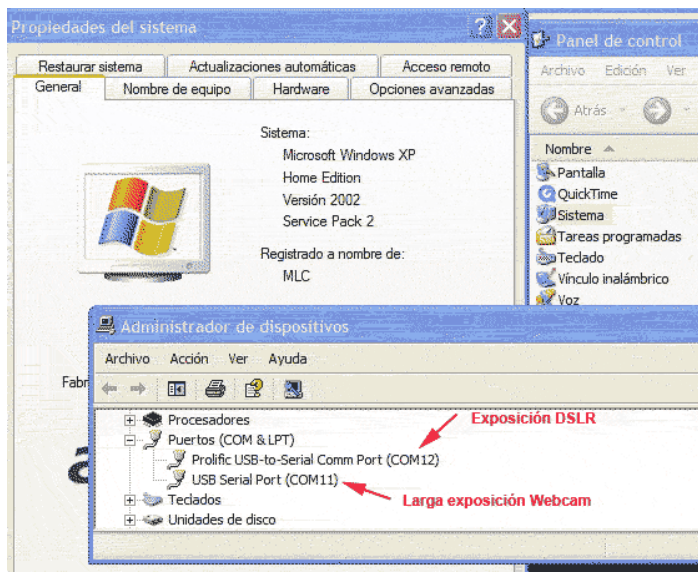 Propiedades del sistema
Restaurar sistema
Actualizaciones automáticas
Acceso remoto
General
Nombre de equipo
Hardware
Opciones avanzadas
Sistema:
Microsoft Windows XP
Home Edition
Versión 2002
Service Pack 2
Registrado a nombre de:
MLC
Panel de control
Archivo Edición Ver
Atrás
Nombre
Pantalla
QuickTime
Sistema
Tareas programadas
Teclado
Vínculo inalámbrico
Voz
Fabr
Administrador de dispositivos
Archivo Acción Ver Ayuda
Procesadores
Exposición DSLR
Puertos (COM & LPT)
Prolific USB-to-Serial Comm Port (COM12)
USB Serial Port (COM11)
Larga exposición Webcam
Teclados
Unidades de disco